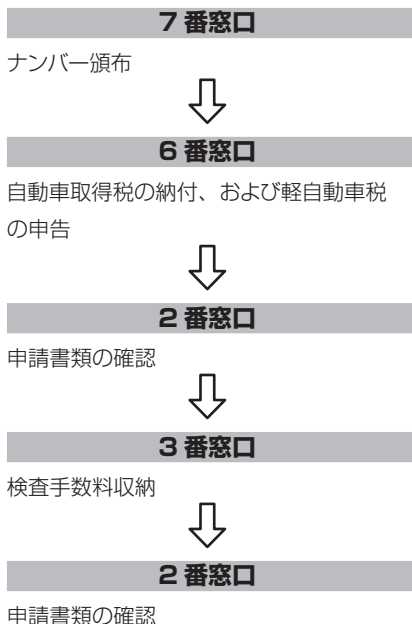 7番窓口
ナンバー頒布
6番窓口
自動車取得税の納付、および軽自動車税
の申告
2番窓口
申請書類の確認
3番窓口
検査手数料収納
2番窓口
申請書類の確認